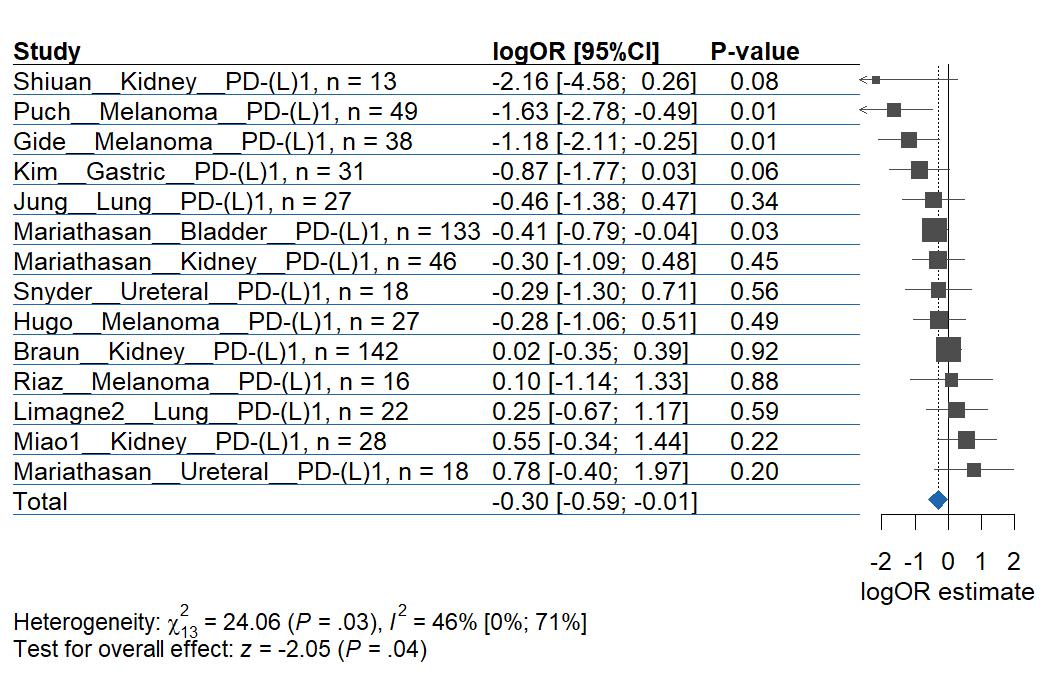 Study logOR [95%CI] P-value
Shiuan__Kidney__PD-(L)1, n = 13 -2.16 [-4.58; 0.26] 0.08
Puch__Melanoma__PD-(L)1, n = 49 -1.63 [-2.78; -0.49] 0.01
Gide__Melanoma__PD-(L)1, n = 38 -1.18 [-2.11; -0.25] 0.01
Kim__Gastric__PD-(L)1, n = 31 -0.87 [-1.77; 0.03] 0.06
Jung__Lung__PD-(L)1, n = 27 -0.46 [-1.38; 0.47] 0.34
Mariathasan__Bladder__PD-(L)1, n = 133 -0.41 [-0.79; -0.04] 0.03
Mariathasan__Kidney__PD-(L)1, n = 46 -0.30 [-1.09; 0.48] 0.45
Snyder__Ureteral__PD-(L)1, n = 18 -0.29 [-1.30; 0.71] 0.56
Hugo__Melanoma__PD-(L)1, n = 27 -0.28 [-1.06; 0.51] 0.49
Braun__Kidney__PD-(L)1, n = 142 0.02 [-0.35; 0.39] 0.92
Riaz__Melanoma__PD-(L)1, n = 16 0.10 [-1.14; 1.33] 0.88
Limagne2__Lung__PD-(L)1, n = 22 0.25 [-0.67; 1.17] 0.59
Miao1__Kidney__PD-(L)1, n = 28 0.55 [-0.34; 1.44] 0.22
Mariathasan__Ureteral__PD-(L)1, n = 18 0.78 [-0.40; 1.97] 0.20
Total -0.30 [-0.59; -0.01]
-2 -1 0 1 2
logOR estimate
Heterogeneity: χ²₁₃ = 24.06 (P = .03), I² = 46% [0%; 71%]
Test for overall effect: z = -2.05 (P = .04)